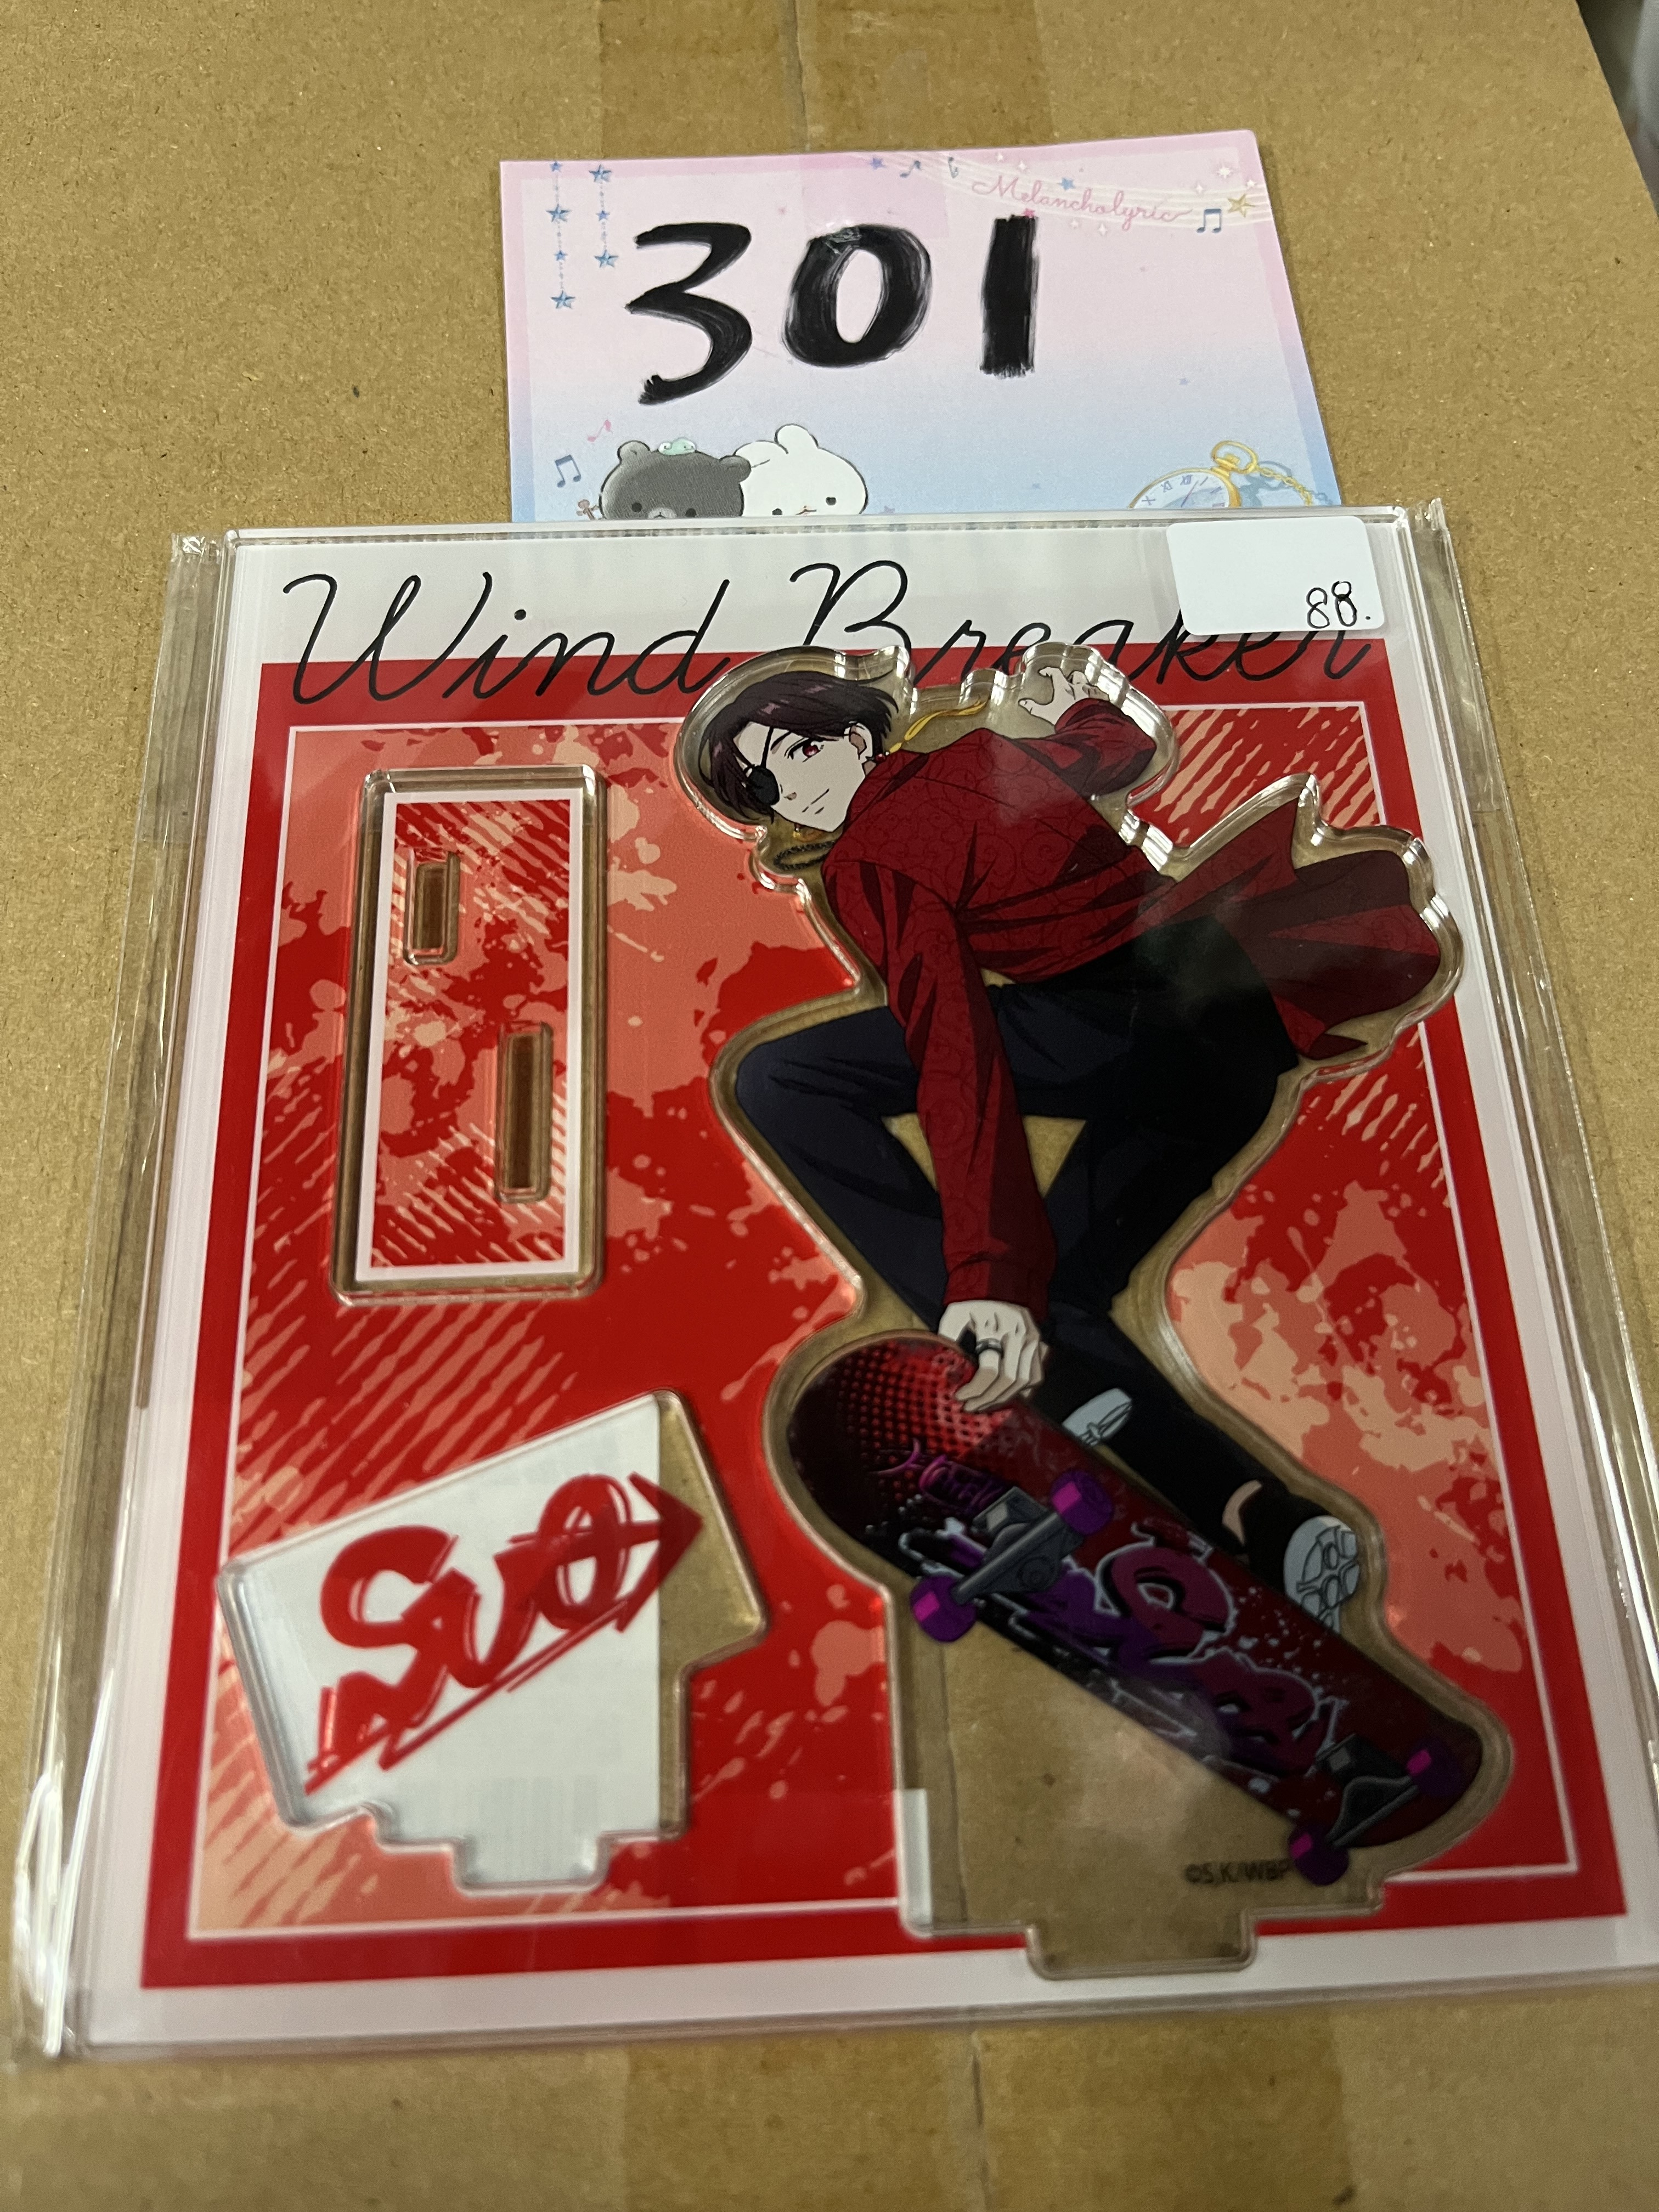 Melancholyric
301
Wind Breaker
88.
SUO
©S.K/WBP